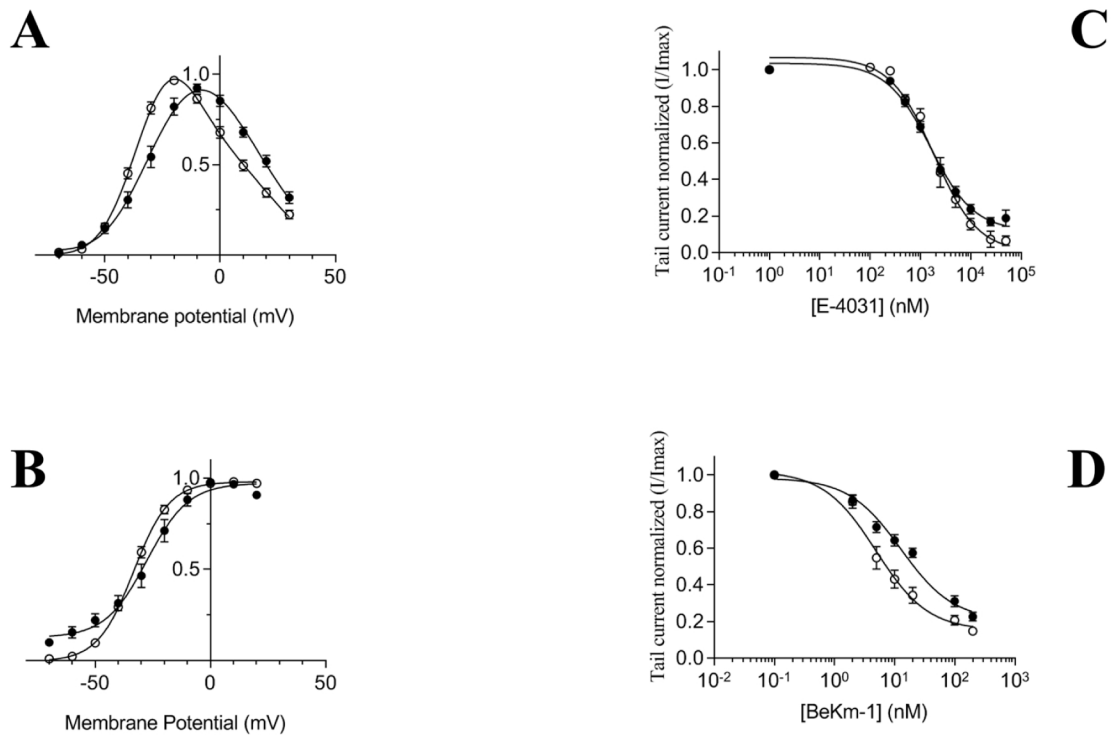 A
1.0
0.5
-50
0
50
Membrane potential (mV)
C
Tail current normalized (I/Imax)
1.0
0.8
0.6
0.4
0.2
0.0
10-1 100 101 102 103 104 105
[E-4031] (nM)
B
1.0
0.5
-50
0
50
Membrane Potential (mV)
D
Tail current normalized (I/Imax)
1.0
0.8
0.6
0.4
0.2
0.0
10-2 10-1 100 101 102 103
[BeKm-1] (nM)